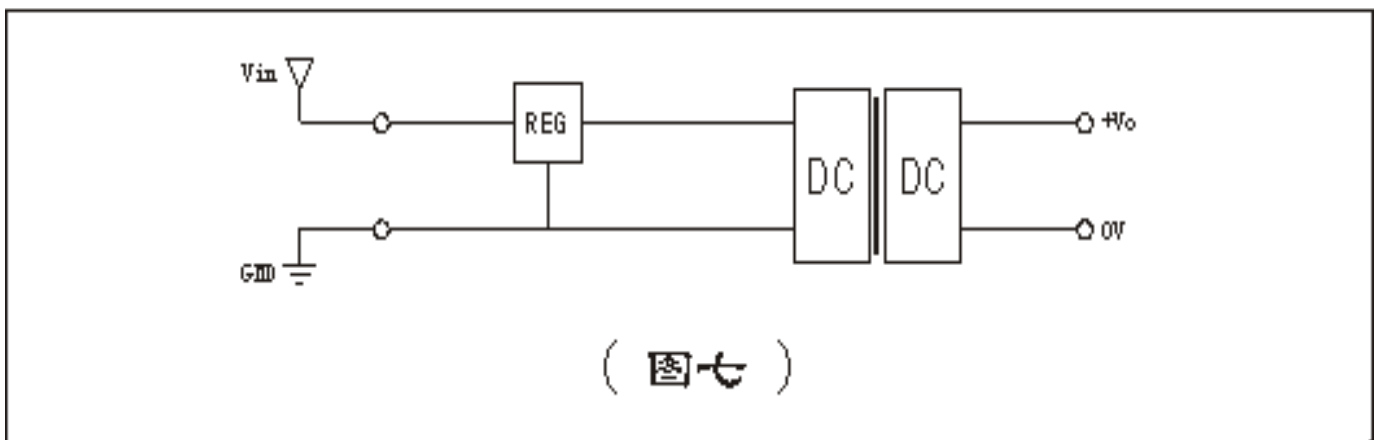 Vin
REG
+Vo
DC
DC
0V
GND
(图七)